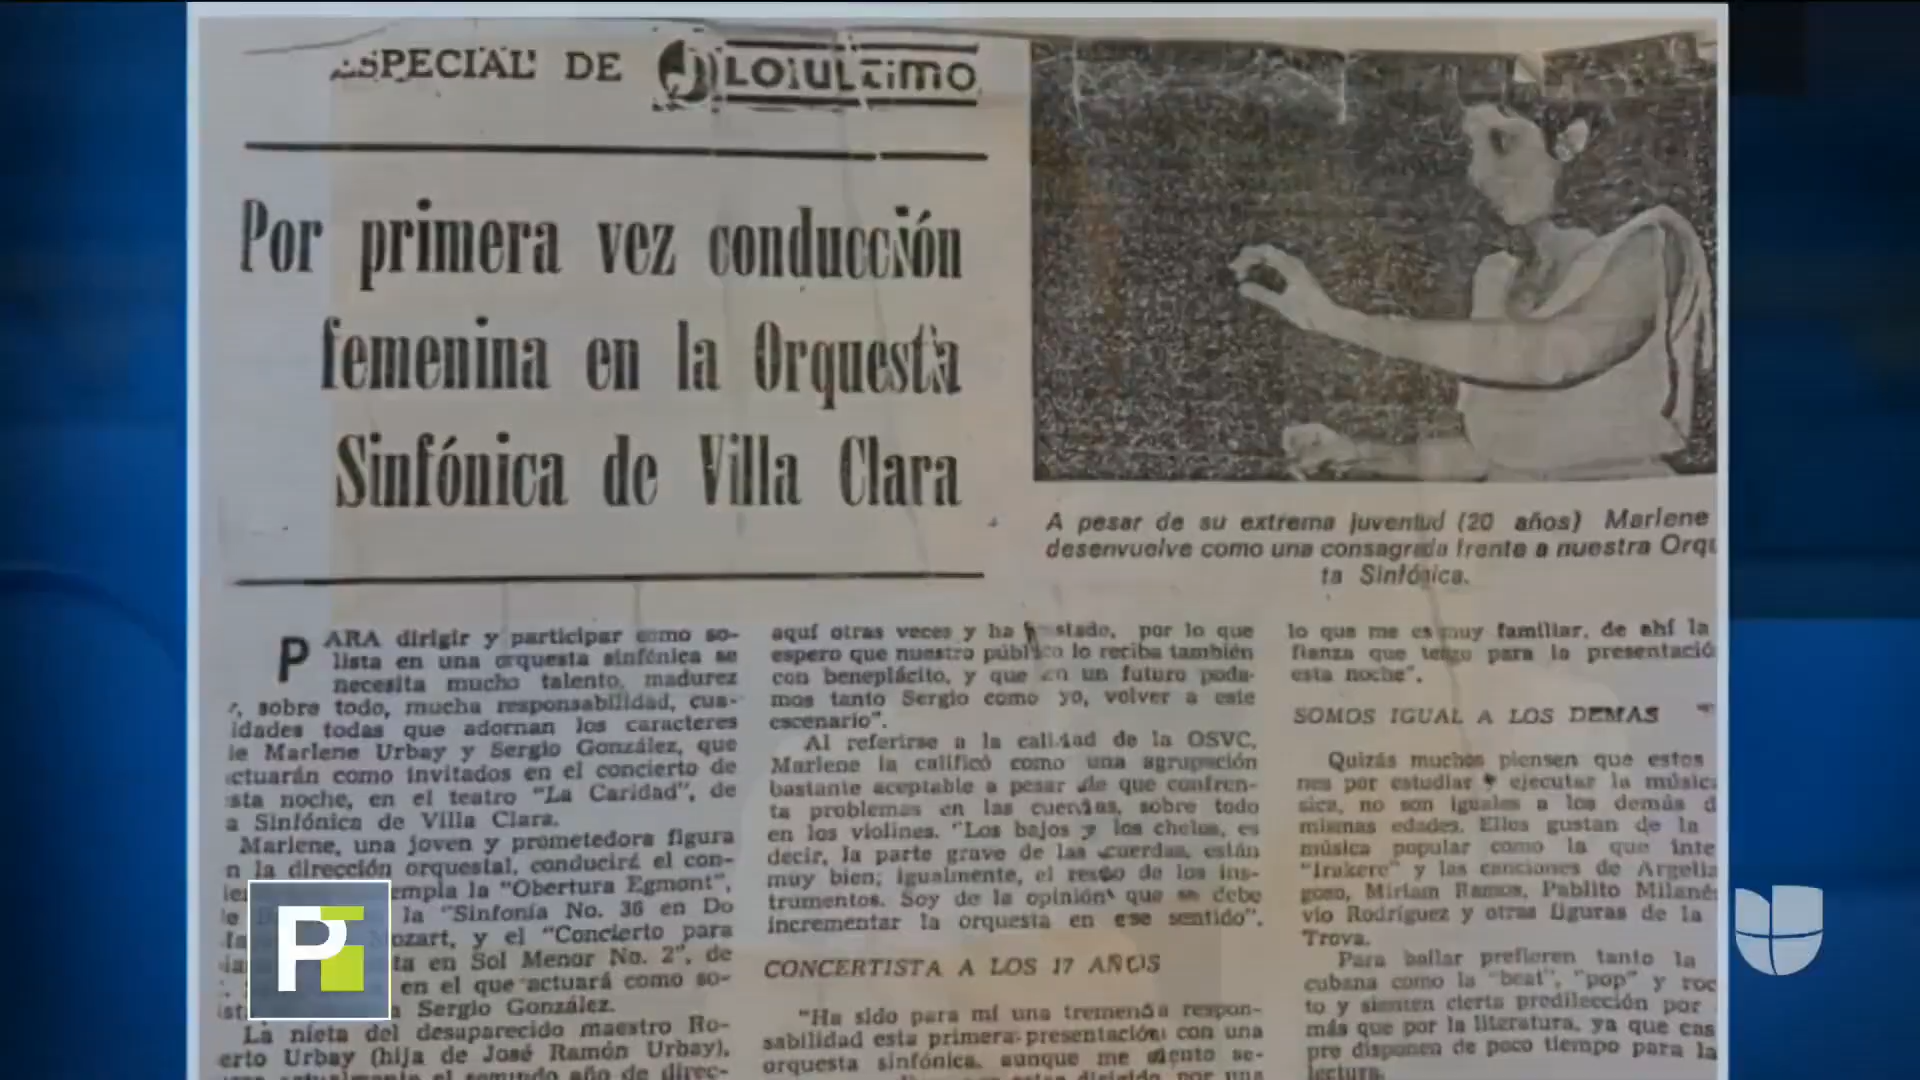 ESPECIAL DE LO ULTIMO
Por primera vez conducción
femenina en la Orquesta
Sinfónica de Villa Clara
A pesar de su extrema juventud (20 años) Marlene
desenvuelve como una consagrada frente a nuestra Orqu
ta Sinfónica.
PARA dirigir y participar como so-
lista en una orquesta sinfónica se
necesita mucho talento, madurez
, sobre todo, mucha responsabilidad, cua-
idades todas que adornan los caracteres
ie Marlene Urbay y Sergio González, que
ctuarán como invitados en el concierto de
sta noche, en el teatro "La Caridad", de
a Sinfónica de Villa Clara.
Marlene, una joven y prometedora figura
n la dirección orquestal, conducirá el con-
empla la "Obertura Egmont",
la "Sinfonía No. 36 en Do
Mozart, y el "Concierto para
ta en Sol Menor No. 2", de
en el que actuará como so-
a Sergio González.
La nieta del desaparecido maestro Ro-
erto Urbay (hija de José Ramón Urbay),
el segundo año de direc-
aquí otras veces y ha gustado, por lo que
espero que nuestro público lo reciba también
con beneplácito, y que en un futuro poda-
mos tanto Sergio como yo, volver a este
escenario".
Al referirse a la calidad de la OSVC,
Marlene la calificó como una agrupación
bastante aceptable a pesar de que confron-
ta problemas en las cuerdas, sobre todo
en los violines. "Los bajos y los chelos, es
decir, la parte grave de las cuerdas, están
muy bien; igualmente, el resto de los ins-
trumentos. Soy de la opinión que se debe
incrementar la orquesta en ese sentido".
CONCERTISTA A LOS 17 AÑOS
"Ha sido para mí una tremenda respon-
sabilidad esta primera presentación con una
orquesta sinfónica, aunque me siento se-
por una
lo que me es muy familiar, de ahí la
fianza que tengo para la presentació
esta noche".
SOMOS IGUAL A LOS DEMAS
Quizás muchos piensen que estos
nes por estudiar y ejecutar la música
sica, no son iguales a los demás d
mismas edades. Ellos gustan de la
música popular como la que inte
"Irakere" y las canciones de Argelia
goso, Miriam Ramos, Pablito Milané
vio Rodríguez y otras figuras de la
Trova.
Para bailar prefieren tanto la
cubana como la "beat", "pop" y roc
to y sienten cierta predilección por
más que por la literatura, ya que cas
pre disponen de poco tiempo para la
lectura.
P